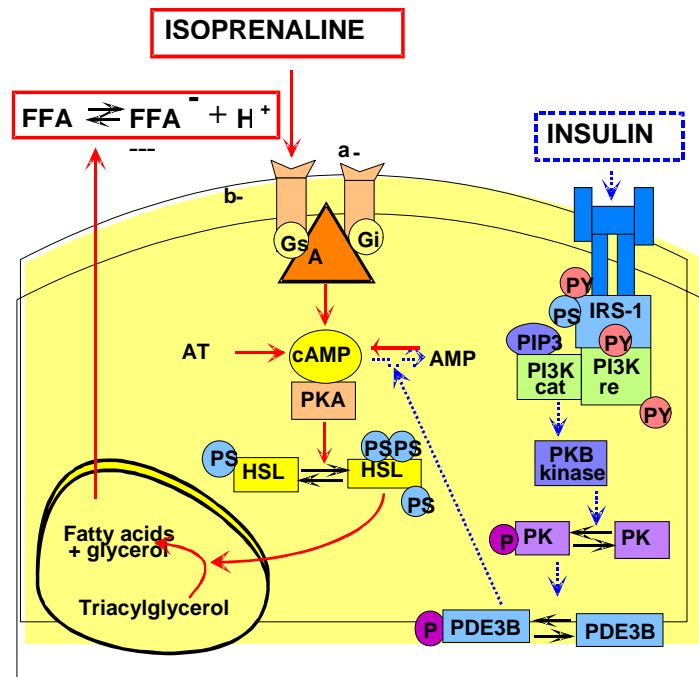 ISOPRENALINE
FFA ⇌ FFA - + H +
---
INSULIN
a -
b-
Gs
Gi
A
PY
PS
IRS-1
PIP3
PY
PI3K
cat
PI3K
re
PY
AT
cAMP
AMP
PKA
PKB
kinase
PS
HSL
PS
PS
HSL
PS
P
PK
PK
Fatty acids
+ glycerol
Triacylglycerol
P
PDE3B
PDE3B